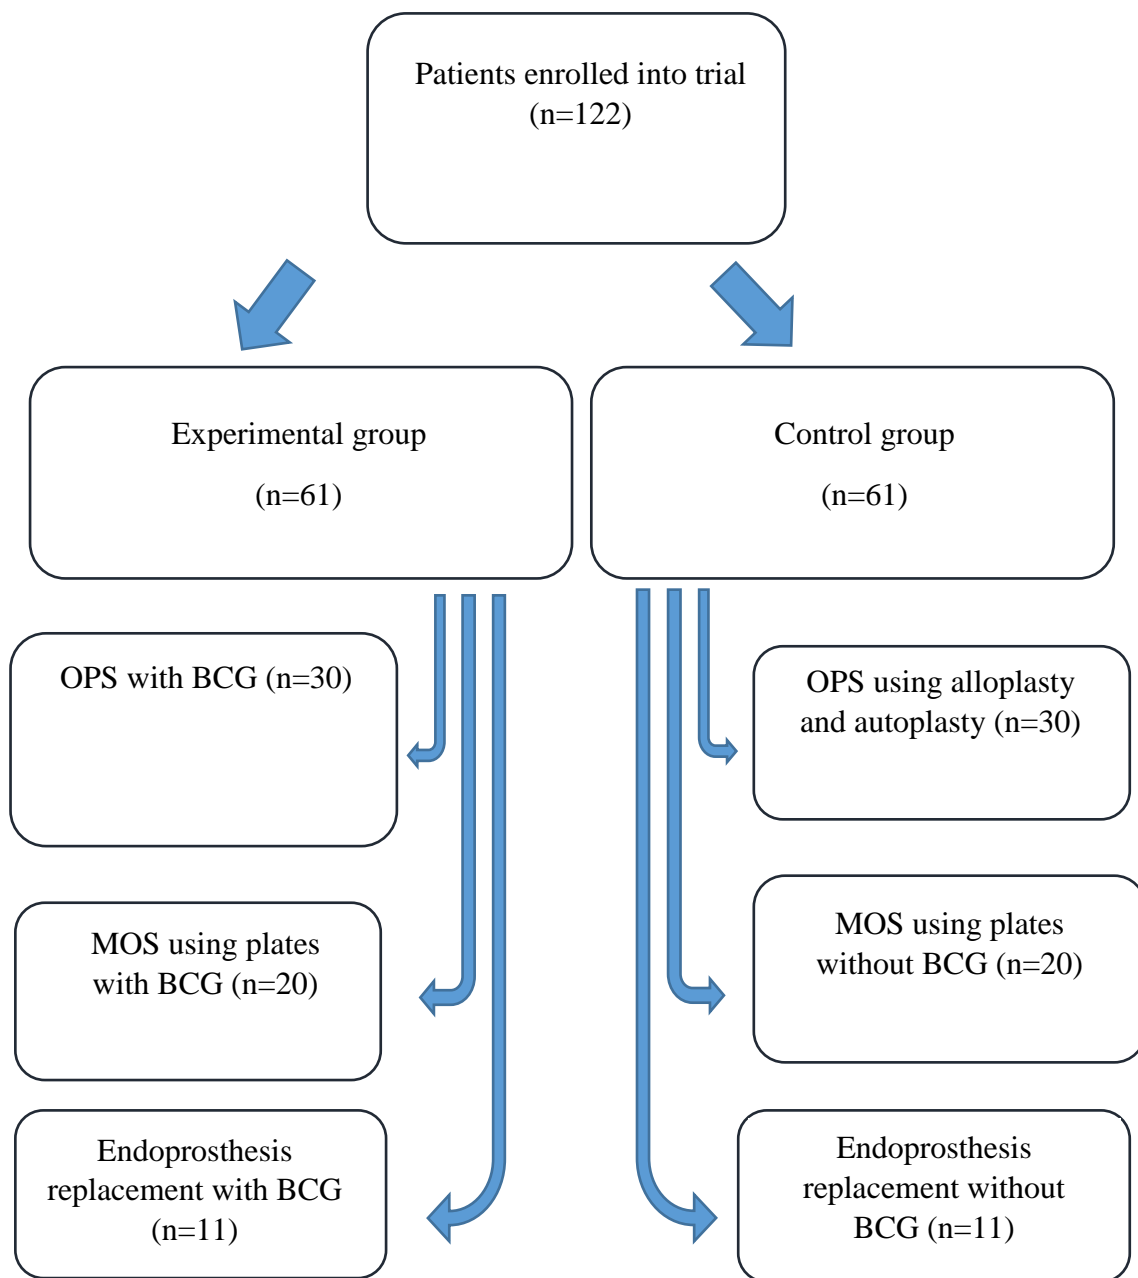 Patients enrolled into trial
(n=122)
Experimental group
(n=61)
Control group
(n=61)
OPS with BCG (n=30)
OPS using alloplasty
and autoplasty (n=30)
MOS using plates
with BCG (n=20)
MOS using plates
without BCG (n=20)
Endoprosthesis
replacement with BCG
(n=11)
Endoprosthesis
replacement without
BCG (n=11)